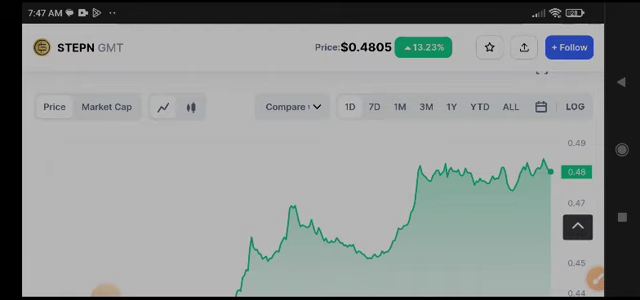 7:47 AM
STEPN GMT Price:$0.4805 13.23% + Follow
Price Market Cap Compare 1D 7D 1M 3M 1Y YTD ALL LOG
0.49
0.48
0.47
0.45
0.44